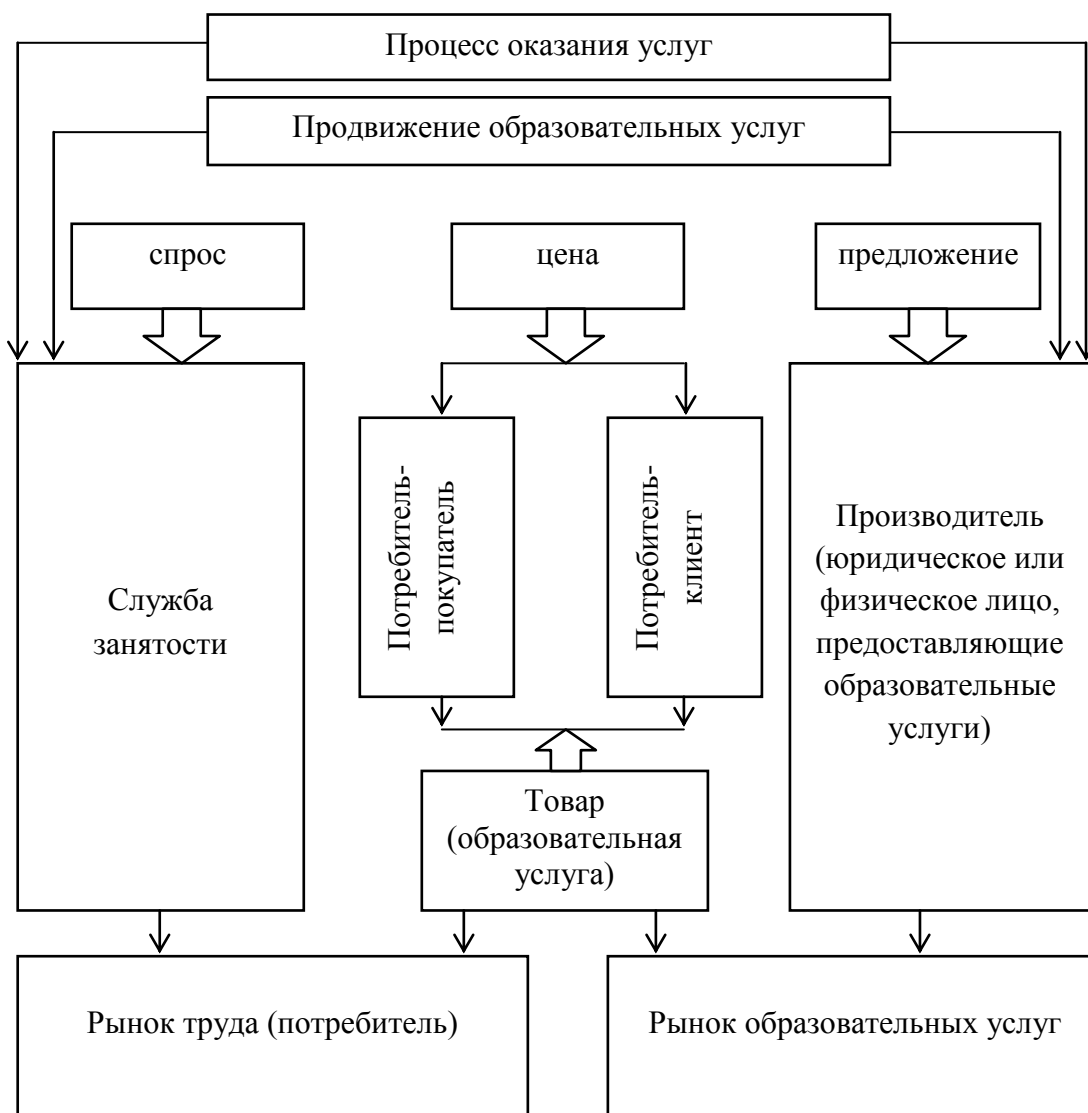 Процесс оказания услуг
Продвижение образовательных услуг
спрос
цена
предложение
Служба
занятости
Потребитель-
покупатель
Потребитель-
клиент
Производитель
(юридическое или
физическое лицо,
предоставляющие
образовательные
услуги)
Товар
(образовательная
услуга)
Рынок труда (потребитель)
Рынок образовательных услуг